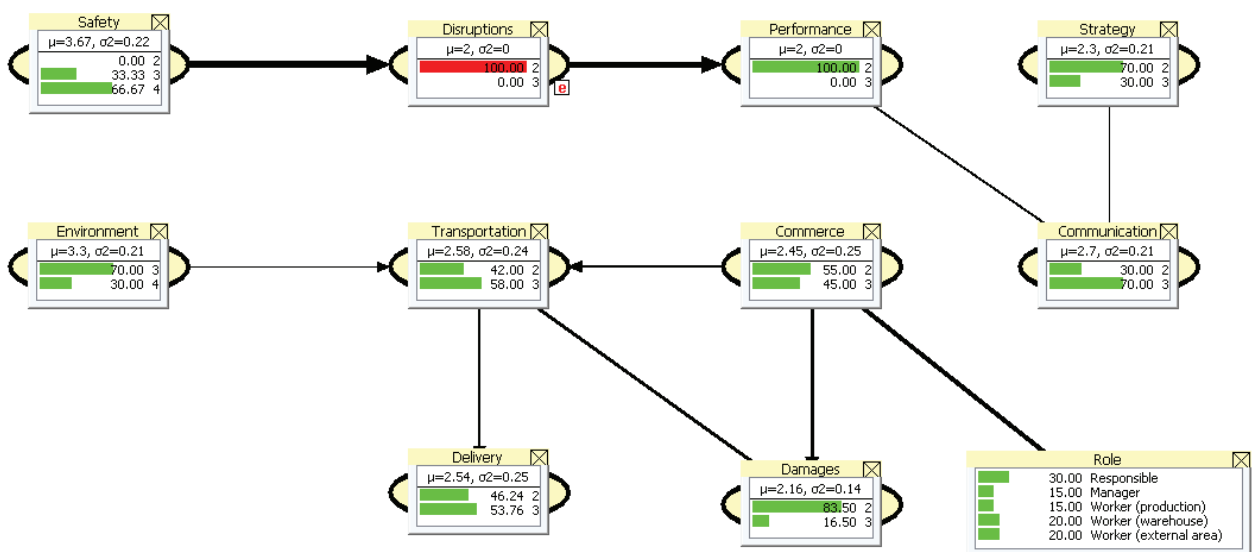 Safety
μ=3.67, σ2=0.22
0.00 2
33.33 3
66.67 4
Disruptions
μ=2, σ2=0
100.00 2
0.00 3
e
Performance
μ=2, σ2=0
100.00 2
0.00 3
Strategy
μ=2.3, σ2=0.21
70.00 2
30.00 3
Environment
μ=3.3, σ2=0.21
70.00 3
30.00 4
Transportation
μ=2.58, σ2=0.24
42.00 2
58.00 3
Commerce
μ=2.45, σ2=0.25
55.00 2
45.00 3
Communication
μ=2.7, σ2=0.21
30.00 2
70.00 3
Delivery
μ=2.54, σ2=0.25
46.24 2
53.76 3
Damages
μ=2.16, σ2=0.14
83.50 2
16.50 3
Role
30.00 Responsible
15.00 Manager
15.00 Worker (production)
20.00 Worker (warehouse)
20.00 Worker (external area)